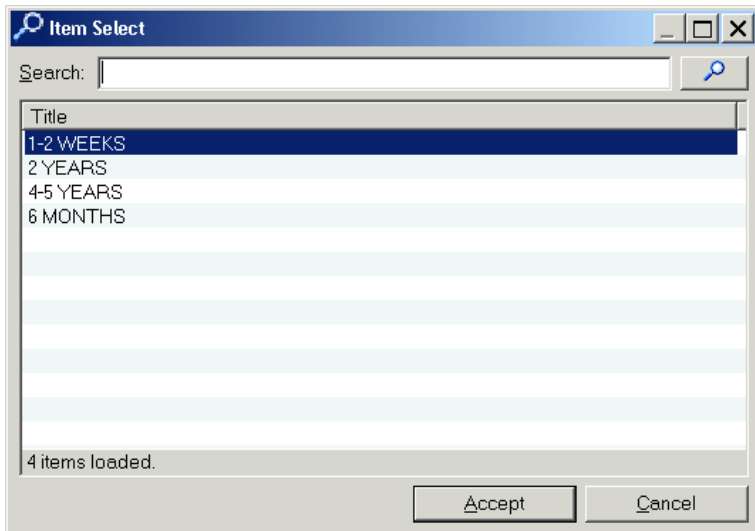 Item Select
Search:
Title
1-2 WEEKS
2 YEARS
4-5 YEARS
6 MONTHS
4 items loaded.
Accept Cancel